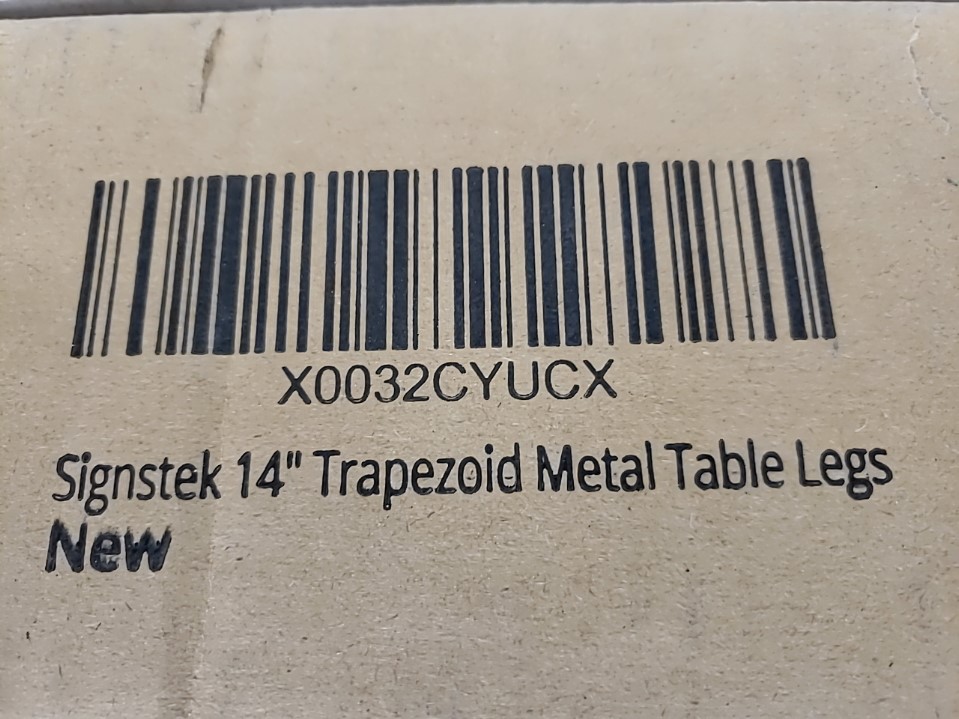 X0032CYUCX
Signstek 14" Trapezoid Metal Table Legs
New